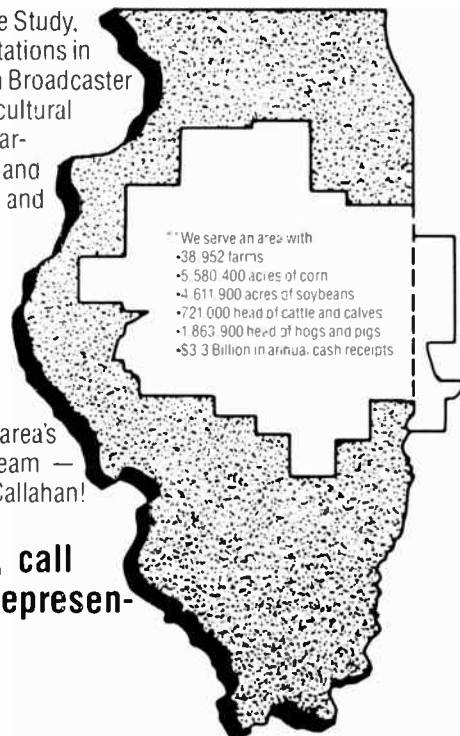 e Study.
tations in
n Broadcaster
cultural
ar-
and
and
**We serve an area with
•38,952 farms
•5,580,400 acres of corn
•4,611,900 acres of soybeans
•721,000 head of cattle and calves
•1,863,900 head of hogs and pigs
•$3.3 Billion in annual cash receipts
area's
eam —
Callahan!
, call
epresen-